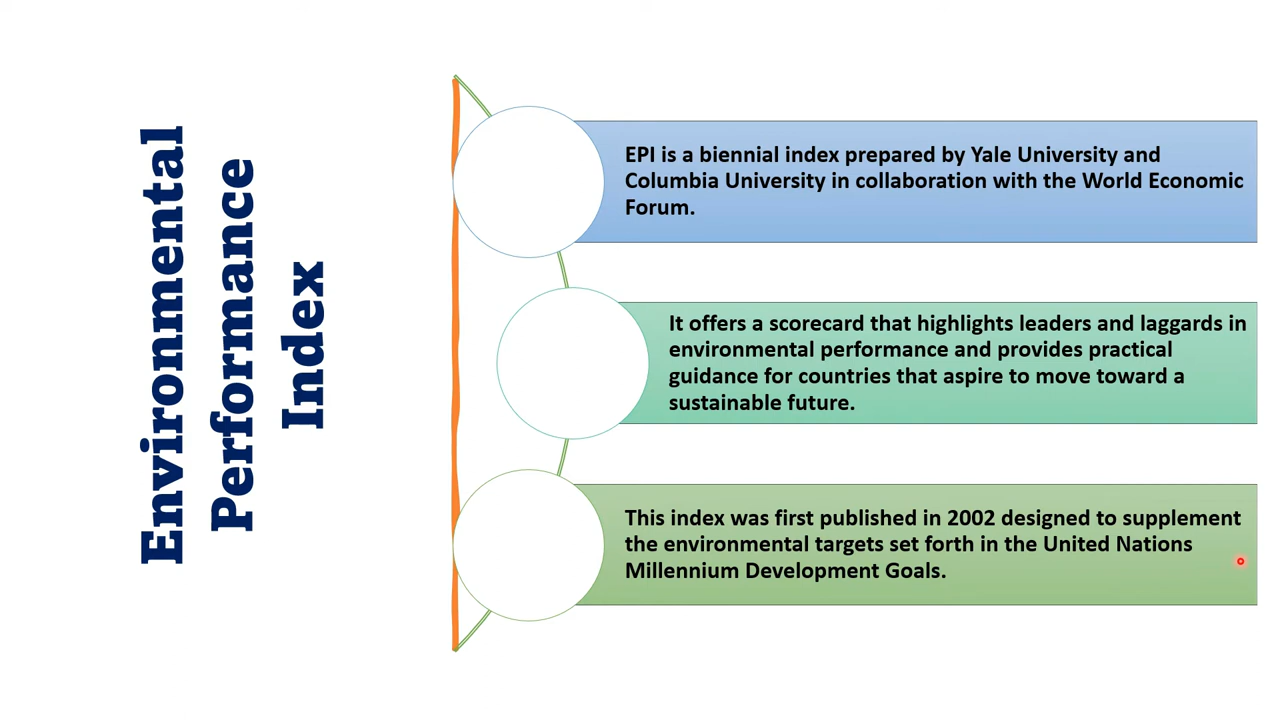 Environmental
Performance
Index
EPI is a biennial index prepared by Yale University and
Columbia University in collaboration with the World Economic
Forum.
It offers a scorecard that highlights leaders and laggards in
environmental performance and provides practical
guidance for countries that aspire to move toward a
sustainable future.
This index was first published in 2002 designed to supplement
the environmental targets set forth in the United Nations
Millennium Development Goals.